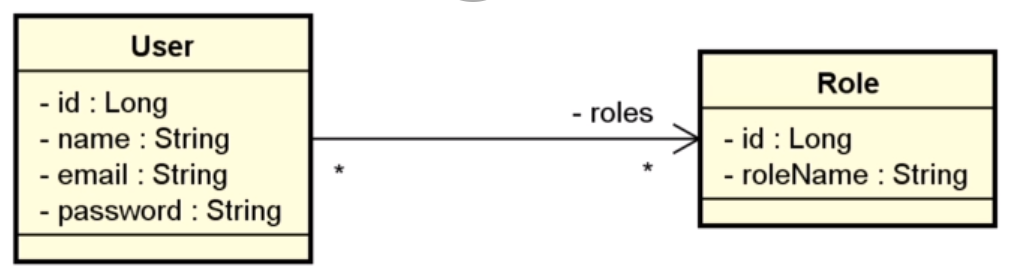 User
- id : Long
- name : String
- email : String
- password : String
- roles
*
*
Role
- id : Long
- roleName : String